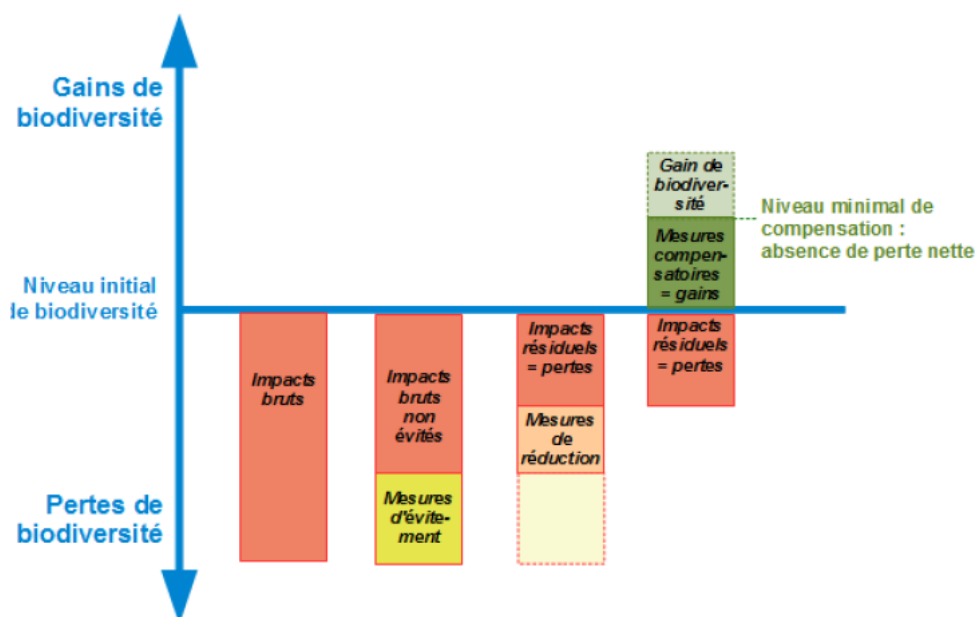 Gains de
biodiversité
Niveau initial
de biodiversité
Pertes de
biodiversité
Impacts
bruts
Impacts
bruts
non
évités
Mesures
d'évite-
ment
Impacts
résiduels
= pertes
Mesures
de
réduction
Gain de
biodiver-
sité
Mesures
compen-
satoires
= gains
Impacts
résiduels
= pertes
Niveau minimal de
compensation :
absence de perte nette